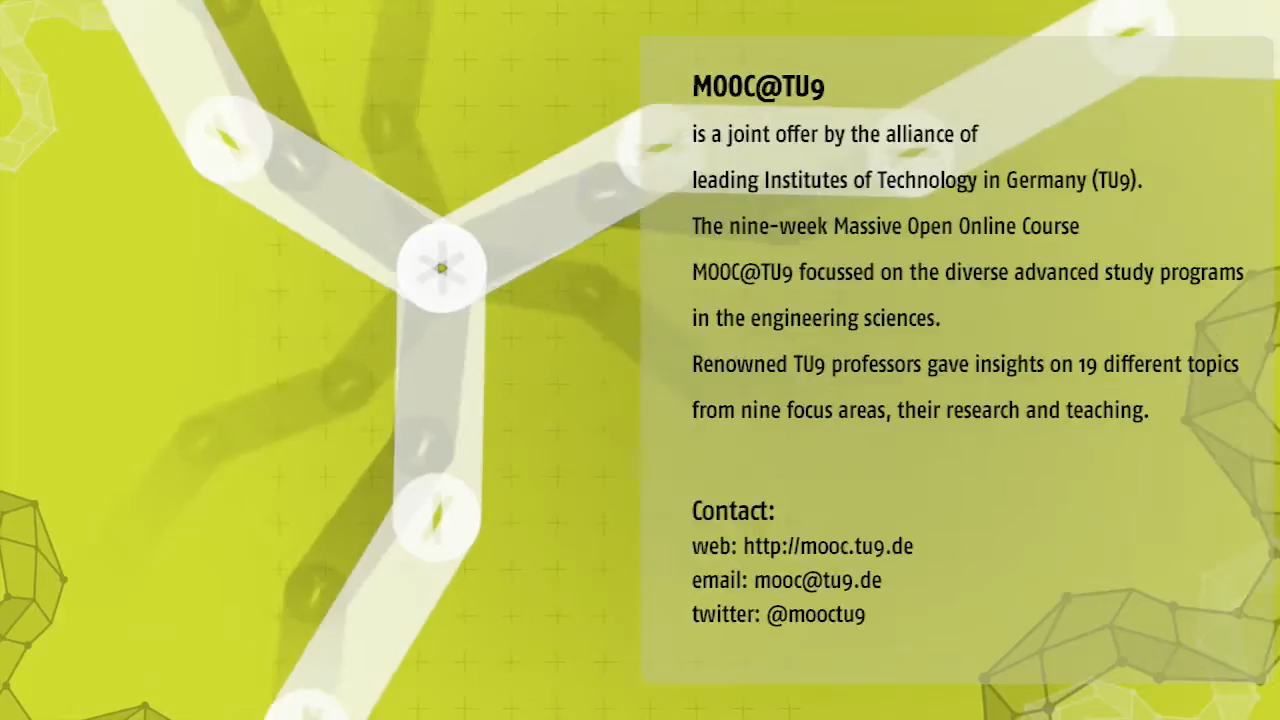 MOOC@TU9
is a joint offer by the alliance of
leading Institutes of Technology in Germany (TU9).
The nine-week Massive Open Online Course
MOOC@TU9 focussed on the diverse advanced study programs
in the engineering sciences.
Renowned TU9 professors gave insights on 19 different topics
from nine focus areas, their research and teaching.
Contact:
web: http://mooc.tu9.de
email: mooc@tu9.de
twitter: @mooctu9